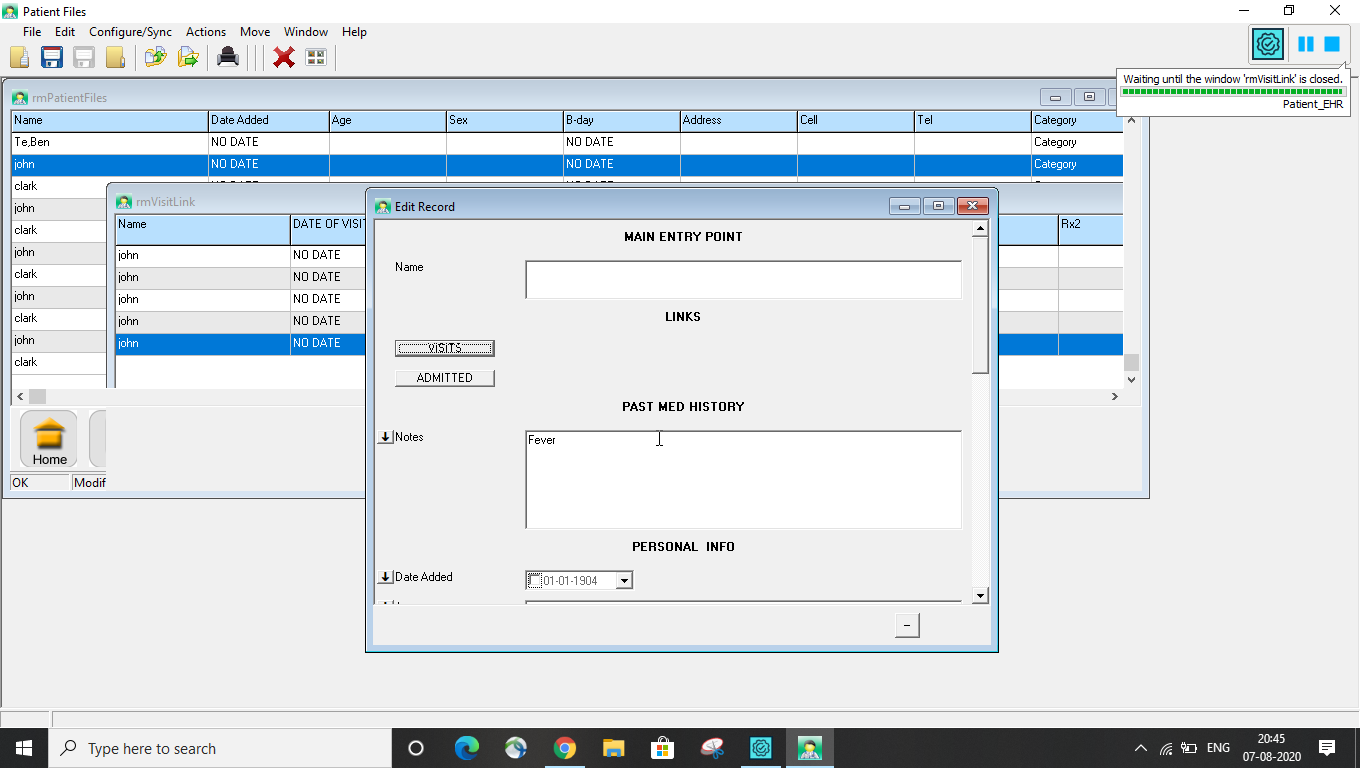 Patient Files
File Edit Configure/Sync Actions Move Window Help
Waiting until the window 'rmVisitLink' is closed.
Patient_EHR
rmPatientFiles
Name Date Added Age Sex B-day Address Cell Tel Category
Te,Ben NO DATE NO DATE Category
john NO DATE NO DATE Category
clark
john
clark
john
clark
john
clark
john
clark
rmVisitLink
Name DATE OF VISIT Rx2
john NO DATE
john NO DATE
john NO DATE
john NO DATE
john NO DATE
Edit Record
MAIN ENTRY POINT
Name
LINKS
VISITS
ADMITTED
PAST MED HISTORY
Notes Fever
PERSONAL INFO
Date Added 01-01-1904
Home
OK Modif
Type here to search
ENG
20:45
07-08-2020